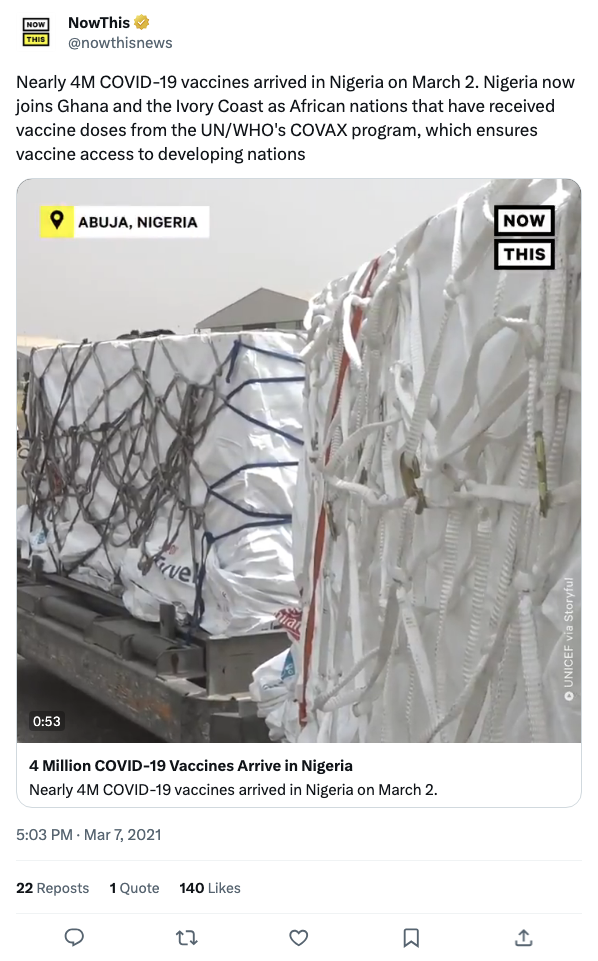 NOW
THIS
NowThis
@nowthisnews
Nearly 4M COVID-19 vaccines arrived in Nigeria on March 2. Nigeria now
joins Ghana and the Ivory Coast as African nations that have received
vaccine doses from the UN/WHO's COVAX program, which ensures
vaccine access to developing nations
ABUJA, NIGERIA
NOW
THIS
UNICEF via Storyful
0:53
4 Million COVID-19 Vaccines Arrive in Nigeria
Nearly 4M COVID-19 vaccines arrived in Nigeria on March 2.
5:03 PM · Mar 7, 2021
22 Reposts 1 Quote 140 Likes